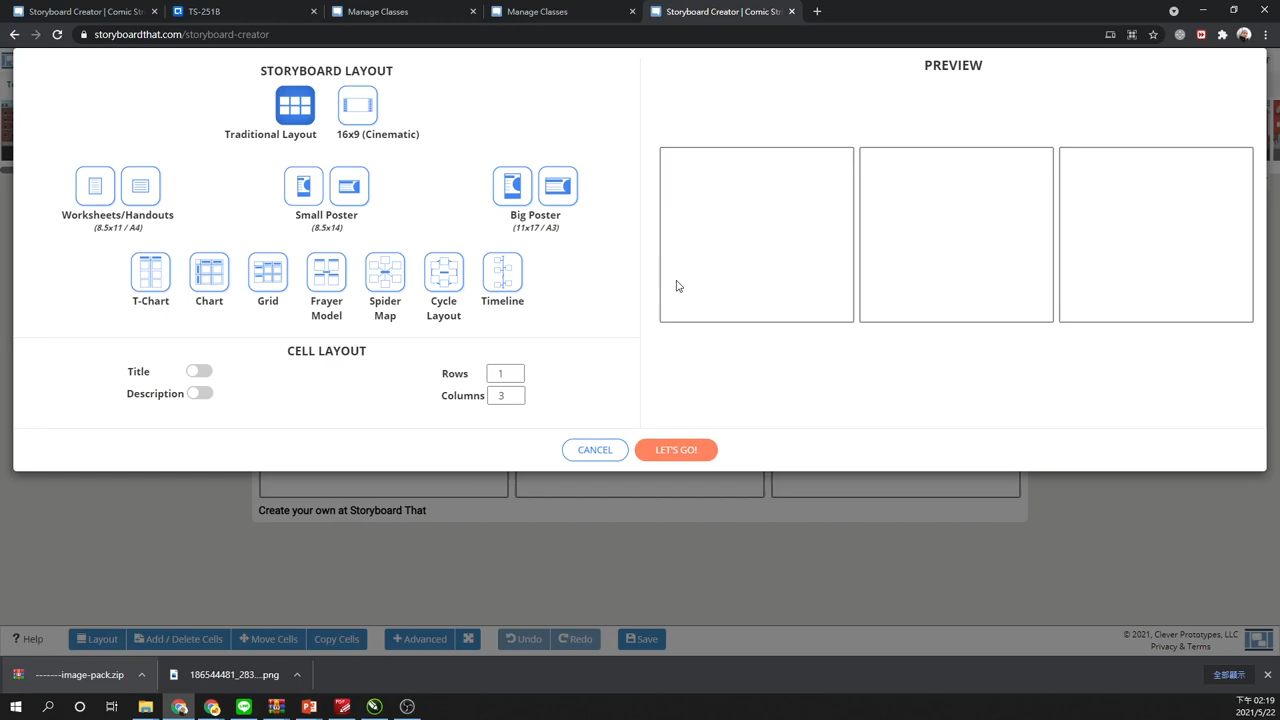 Storyboard Creator | Comic Str
TS-251B
Manage Classes
Manage Classes
Storyboard Creator | Comic Str
storyboardthat.com/storyboard-creator
STORYBOARD LAYOUT
PREVIEW
Traditional Layout
16x9 (Cinematic)
Worksheets/Handouts
(8.5x11 / A4)
Small Poster
(8.5x14)
Big Poster
(11x17 / A3)
T-Chart
Chart
Grid
Frayer Model
Spider Map
Cycle Layout
Timeline
CELL LAYOUT
Title
Rows 1
Description
Columns 3
CANCEL
LET'S GO!
Create your own at Storyboard That
? Help
Layout
Add / Delete Cells
Move Cells
Copy Cells
Advanced
Undo
Redo
Save
© 2021, Clever Prototypes, LLC
Privacy & Terms
-------image-pack.zip
186544481_283....png
全部顯示
下午 02:19
2021/5/22